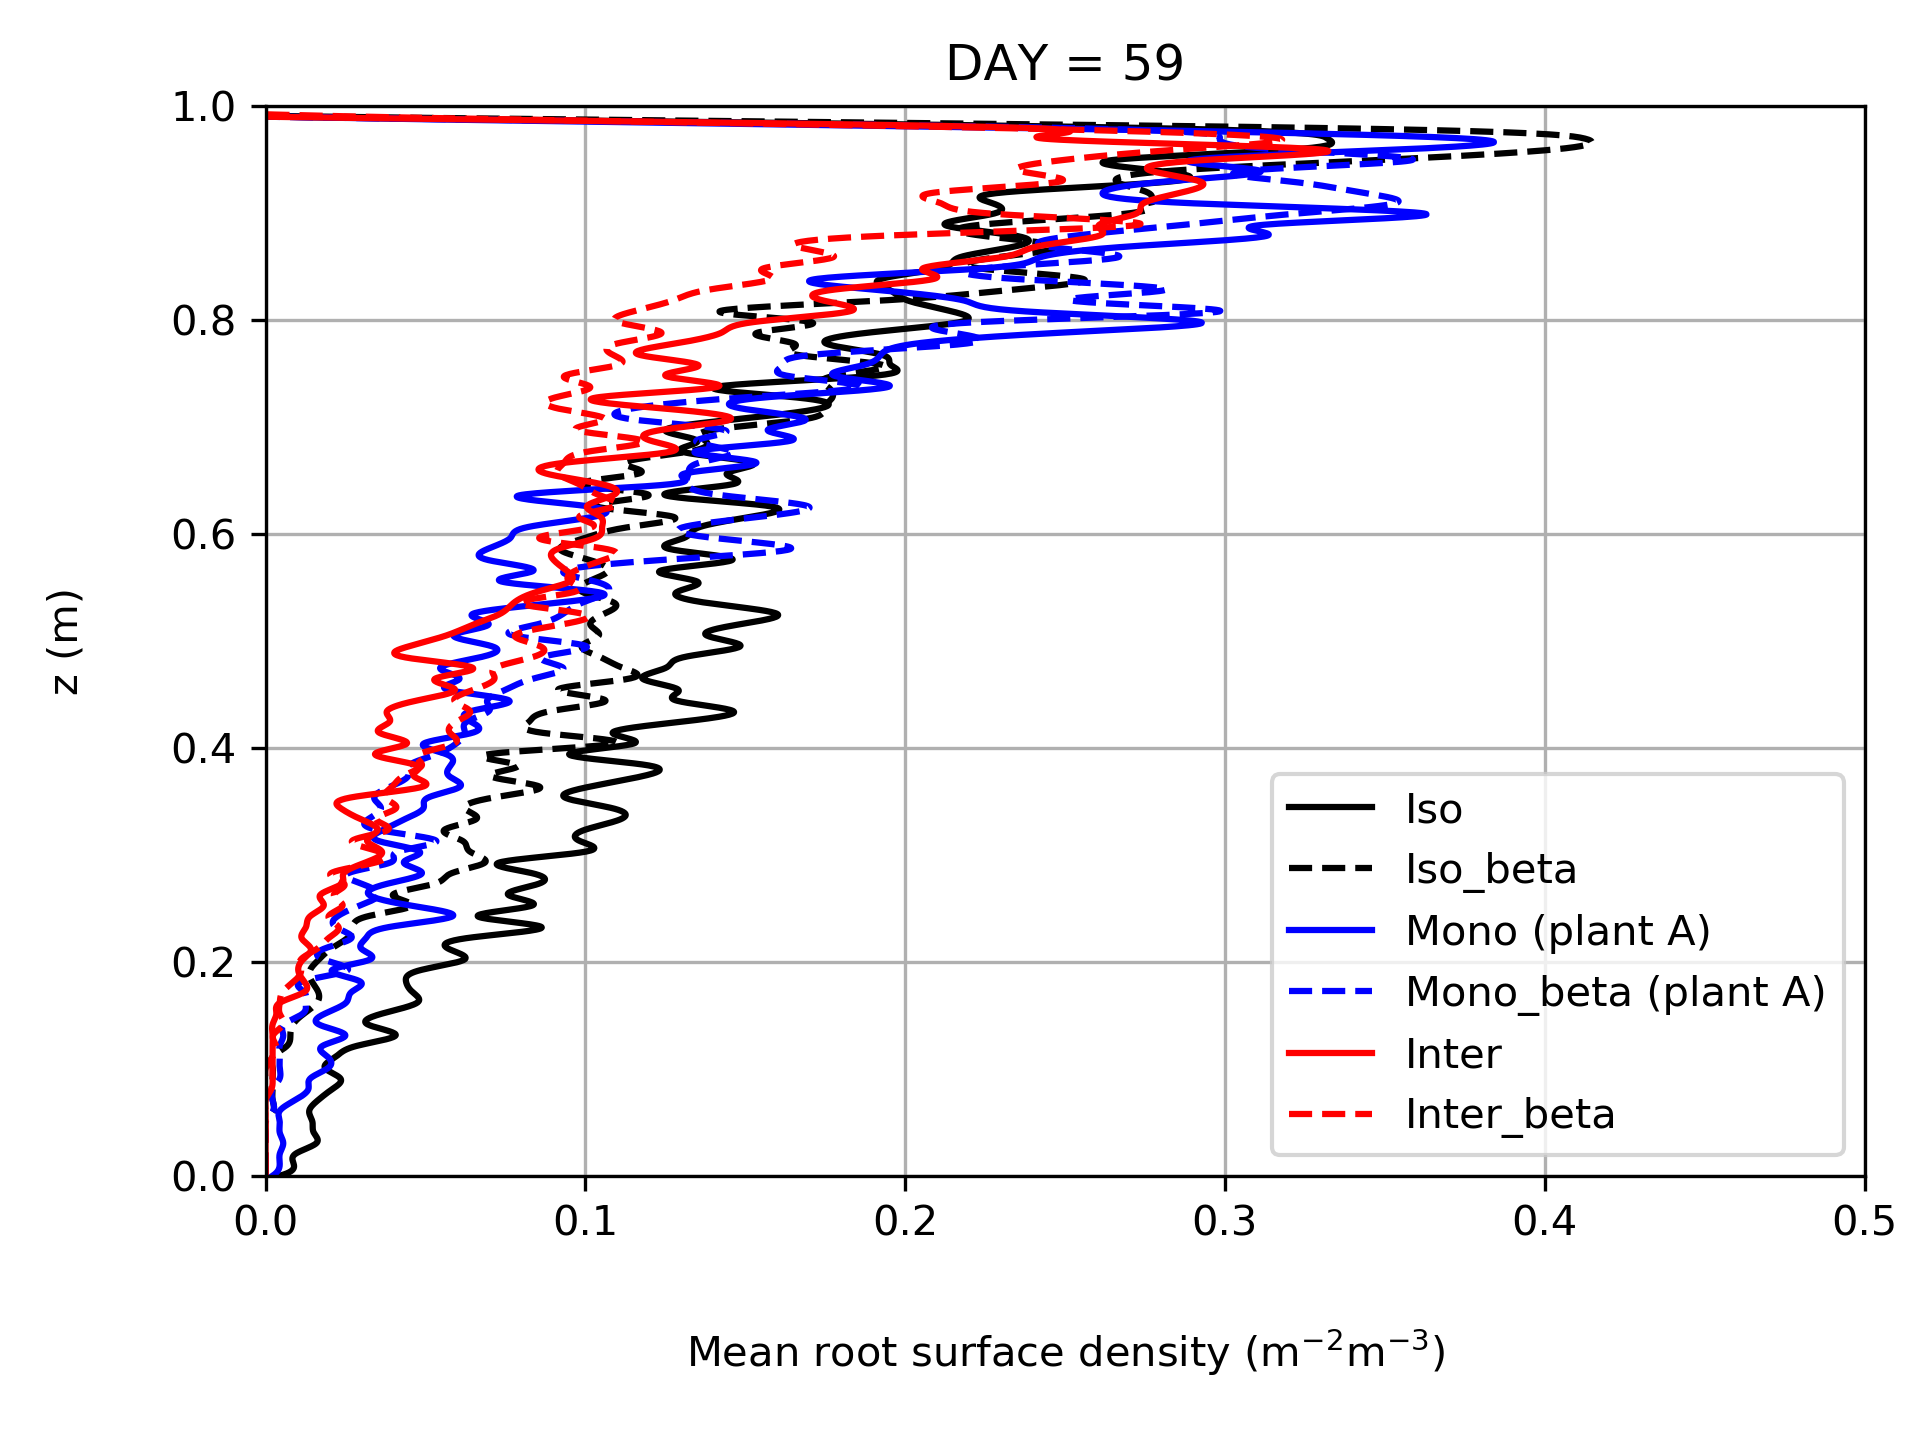 DAY = 59
1.0
0.8
0.6
0.4
0.2
0.0
z (m)
0.0 0.1 0.2 0.3 0.4 0.5
Mean root surface density (m⁻²m⁻³)
Iso
Iso_beta
Mono (plant A)
Mono_beta (plant A)
Inter
Inter_beta